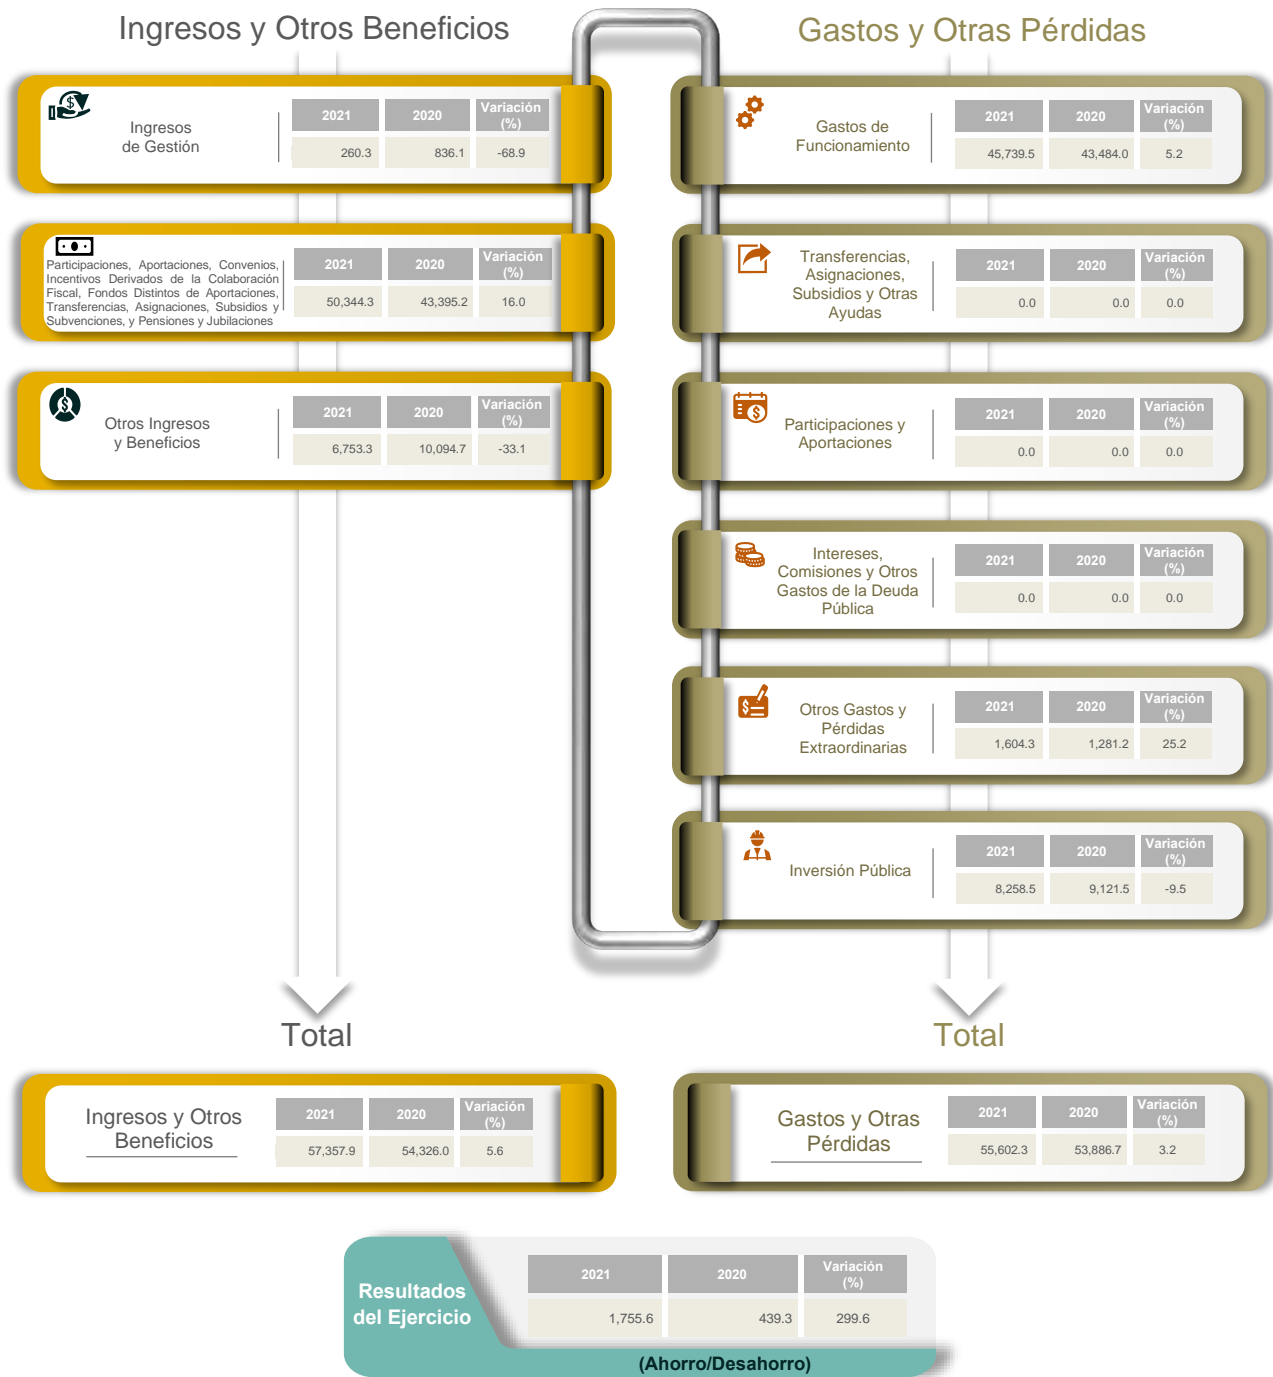 Ingresos y Otros Beneficios
Ingresos
de Gestión
2021 2020 Variación
(%)
260.3 836.1 -68.9
Participaciones, Aportaciones, Convenios,
Incentivos Derivados de la Colaboración
Fiscal, Fondos Distintos de Aportaciones,
Transferencias, Asignaciones, Subsidios y
Subvenciones, y Pensiones y Jubilaciones
2021 2020 Variación
(%)
50,344.3 43,395.2 16.0
Otros Ingresos
y Beneficios
2021 2020 Variación
(%)
6,753.3 10,094.7 -33.1
Total
Ingresos y Otros
Beneficios
2021 2020 Variación
(%)
57,357.9 54,326.0 5.6
Gastos y Otras Pérdidas
Gastos de
Funcionamiento
2021 2020 Variación
(%)
45,739.5 43,484.0 5.2
Transferencias,
Asignaciones,
Subsidios y Otras
Ayudas
2021 2020 Variación
(%)
0.0 0.0 0.0
Participaciones y
Aportaciones
2021 2020 Variación
(%)
0.0 0.0 0.0
Intereses,
Comisiones y Otros
Gastos de la Deuda
Pública
2021 2020 Variación
(%)
0.0 0.0 0.0
Otros Gastos y
Pérdidas
Extraordinarias
2021 2020 Variación
(%)
1,604.3 1,281.2 25.2
Inversión Pública
2021 2020 Variación
(%)
8,258.5 9,121.5 -9.5
Total
Gastos y Otras
Pérdidas
2021 2020 Variación
(%)
55,602.3 53,886.7 3.2
Resultados
del Ejercicio
2021 2020 Variación
(%)
1,755.6 439.3 299.6
(Ahorro/Desahorro)